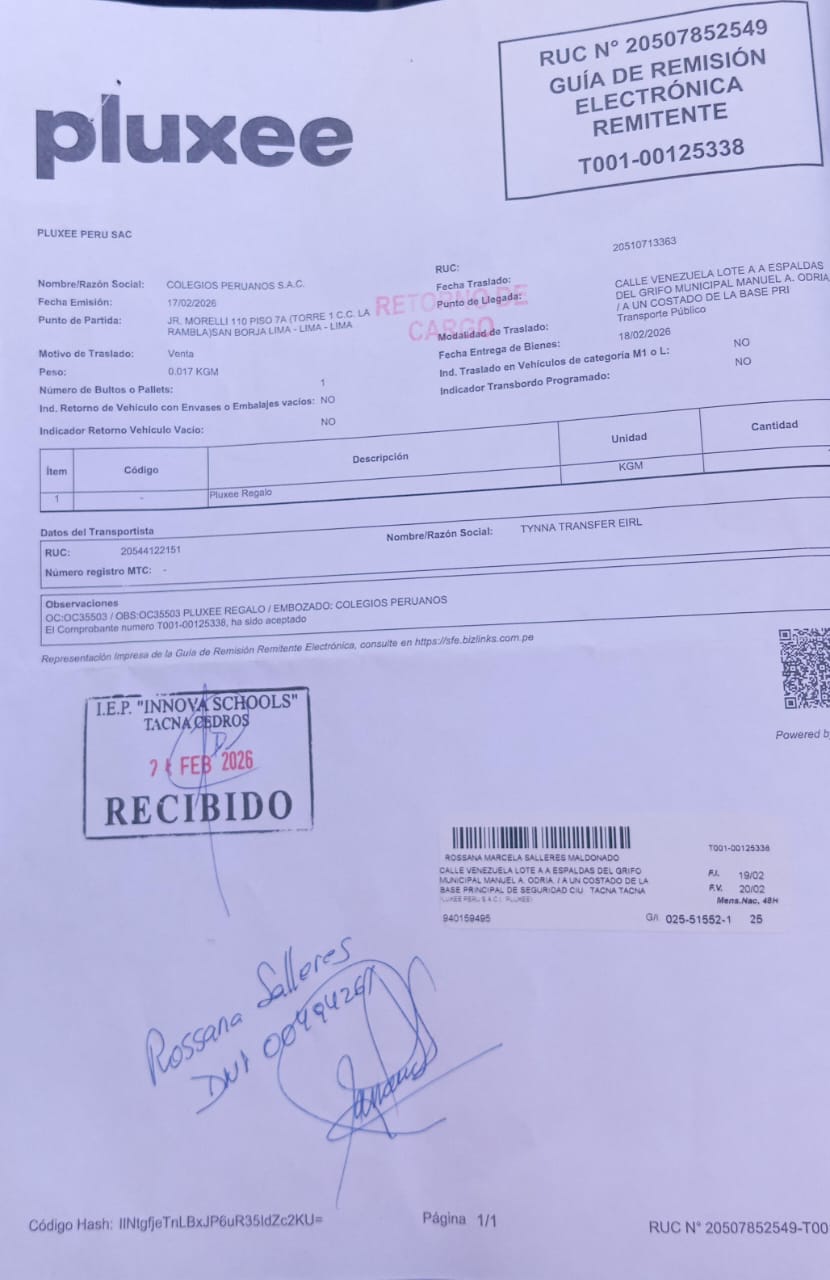 pluxee
RUC N° 20507852549
GUÍA DE REMISIÓN
ELECTRÓNICA
REMITENTE
T001-00125338
PLUXEE PERU SAC
Nombre/Razón Social: COLEGIOS PERUANOS S.A.C.
Fecha Emisión: 17/02/2026
Punto de Partida: JR. MORELLI 110 PISO 7A (TORRE 1 C.C. LA
RAMBLA)SAN BORJA LIMA - LIMA - LIMA
Motivo de Traslado: Venta
Peso: 0.017 KGM
Número de Bultos o Pallets: 1
Ind. Retorno de Vehículo con Envases o Embalajes vacíos: NO
Indicador Retorno Vehículo Vacío: NO
RUC: 20510713363
Fecha Traslado:
Punto de Llegada: CALLE VENEZUELA LOTE A A ESPALDAS
DEL GRIFO MUNICIPAL MANUEL A. ODRIA
/ A UN COSTADO DE LA BASE PRI
Modalidad de Traslado: Transporte Público
Fecha Entrega de Bienes: 18/02/2026
Ind. Traslado en Vehículos de categoría M1 o L: NO
Indicador Transbordo Programado: NO
RETORNO DE
CARGO
Ítem Código Descripción Unidad Cantidad
1 - Pluxee Regalo KGM
Datos del Transportista
RUC: 20544122151 Nombre/Razón Social: TYNNA TRANSFER EIRL
Número registro MTC: -
Observaciones
OC:OC35503 / OBS:OC35503 PLUXEE REGALO / EMBOZADO: COLEGIOS PERUANOS
El Comprobante numero T001-00125338, ha sido aceptado
Representación Impresa de la Guía de Remisión Remitente Electrónica, consulte en https://sfe.bizlinks.com.pe
Powered b
I.E.P. "INNOVA SCHOOLS"
TACNA CEDROS
FEB 2026
RECIBIDO
T001-00125338
ROSSANA MARCELA SALLERES MALDONADO
CALLE VENEZUELA LOTE A A ESPALDAS DEL GRIFO
MUNICIPAL MANUEL A. ODRIA. / A UN COSTADO DE LA
BASE PRINCIPAL DE SEGURIDAD CIU TACNA TACNA
F.I. 19/02
F.V. 20/02
Mens.Nac, 48H
940159495 G/I 025-51552-1 25
Rossana Salleres
DNI
Código Hash: IINtgfjeTnLBxJP6uR35IdZc2KU=
Página 1/1
RUC N° 20507852549-T00